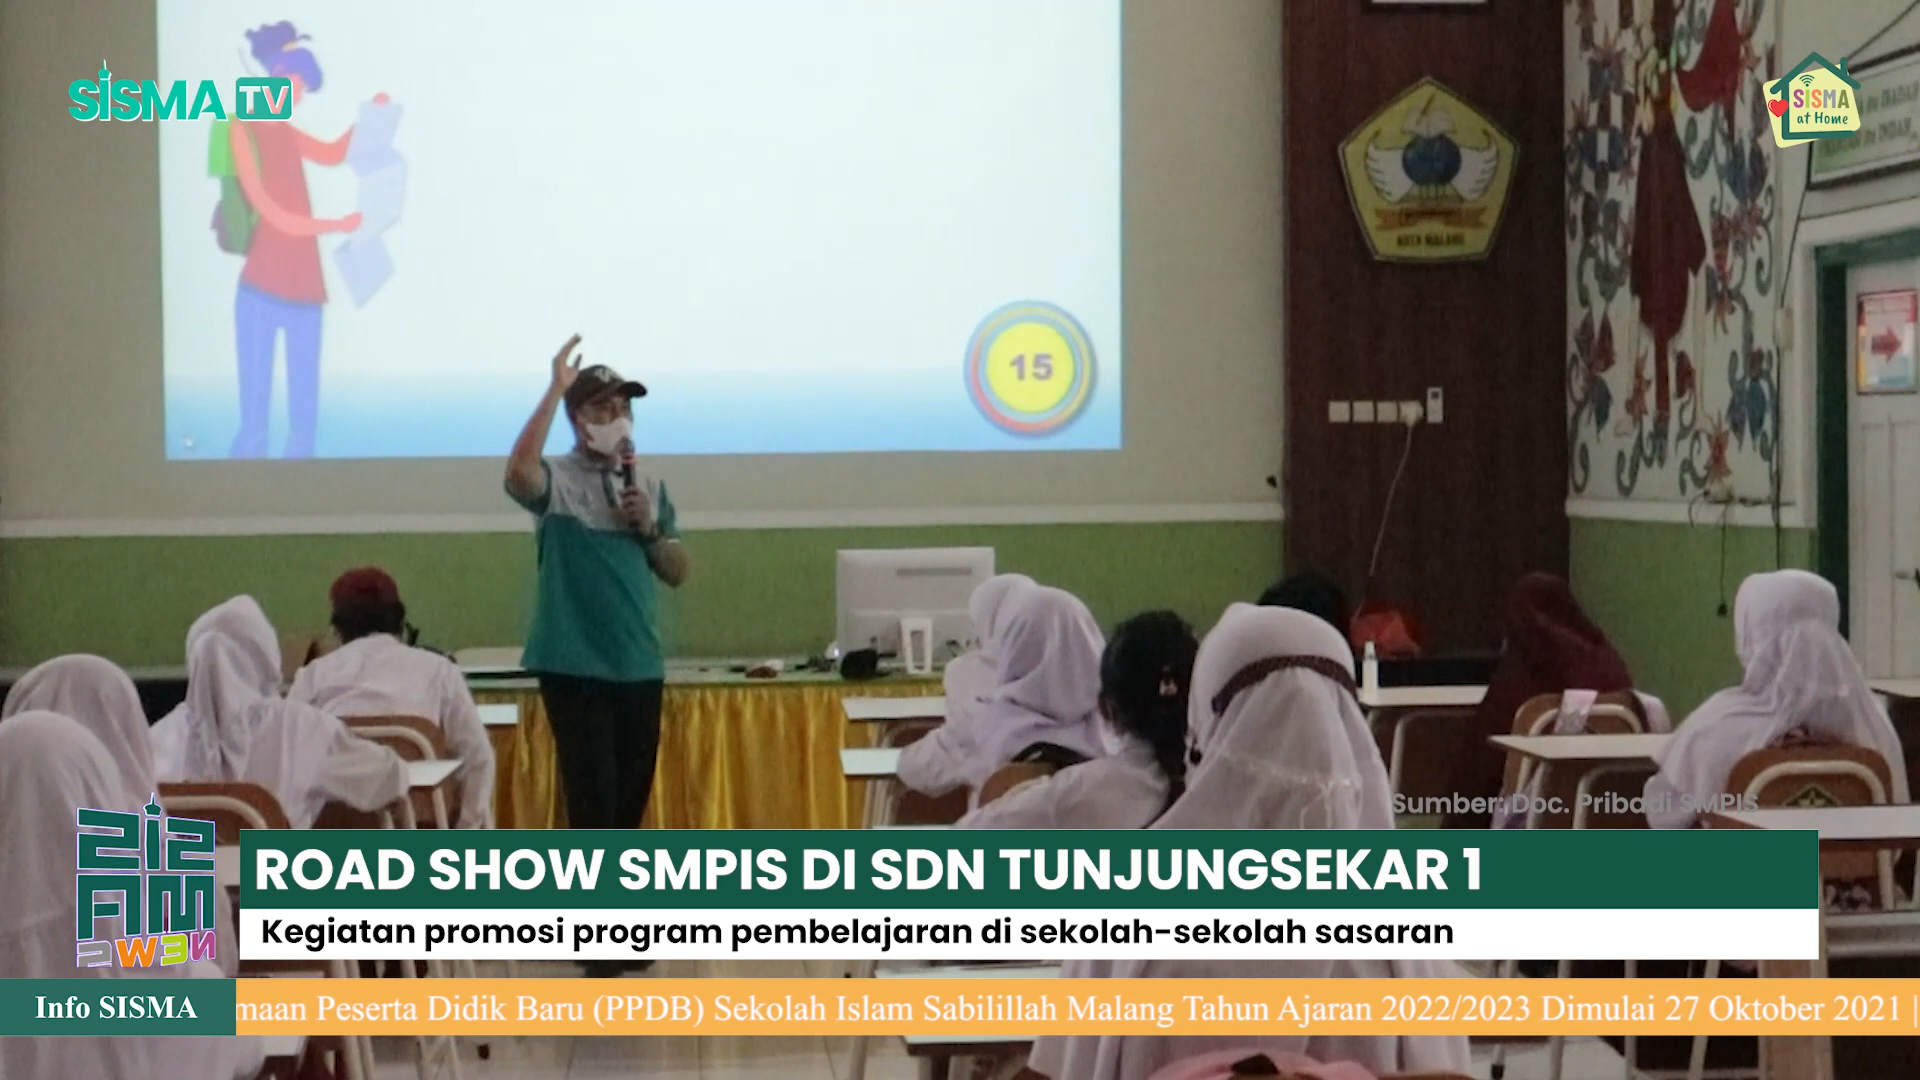 SISMA TV
SISMA
at Home
KOTA MALANG
15
Sumber: Doc. Pribadi SMPIS
ROAD SHOW SMPIS DI SDN TUNJUNGSEKAR 1
Kegiatan promosi program pembelajaran di sekolah-sekolah sasaran
Info SISMA
maan Peserta Didik Baru (PPDB) Sekolah Islam Sabilillah Malang Tahun Ajaran 2022/2023 Dimulai 27 Oktober 2021 |